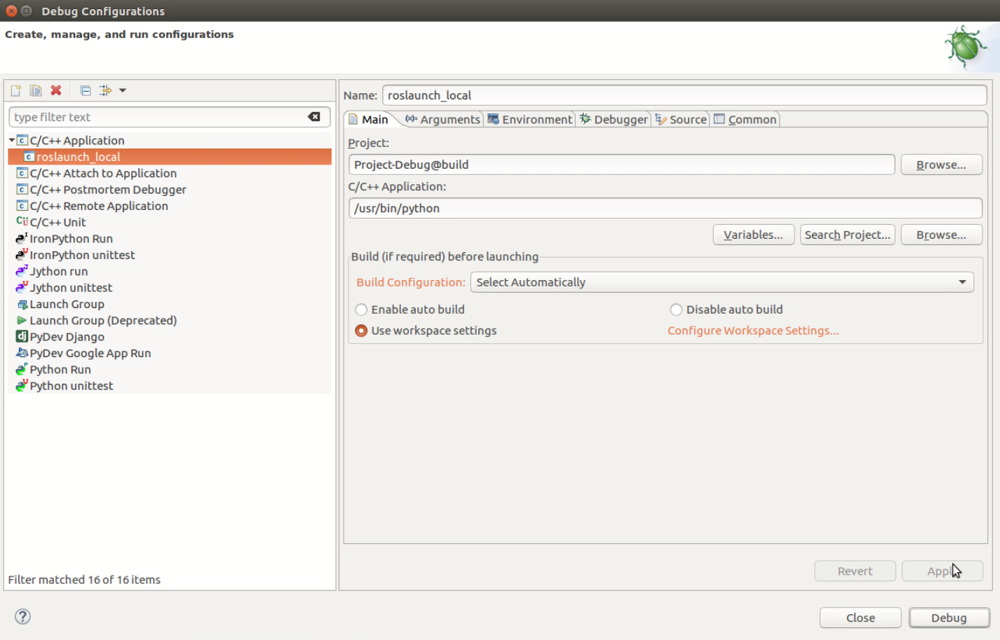 Debug Configurations
Create, manage, and run configurations
type filter text
C/C++ Application
roslaunch_local
C/C++ Attach to Application
C/C++ Postmortem Debugger
C/C++ Remote Application
C/C++ Unit
IronPython Run
IronPython unittest
Jython run
Jython unittest
Launch Group
Launch Group (Deprecated)
PyDev Django
PyDev Google App Run
Python Run
Python unittest
Filter matched 16 of 16 items
Name: roslaunch_local
Main Arguments Environment Debugger Source Common
Project:
Project-Debug@build Browse...
C/C++ Application:
/usr/bin/python
Variables... Search Project... Browse...
Build (if required) before launching
Build Configuration: Select Automatically
Enable auto build Disable auto build
Use workspace settings Configure Workspace Settings...
Revert Apply
Close Debug